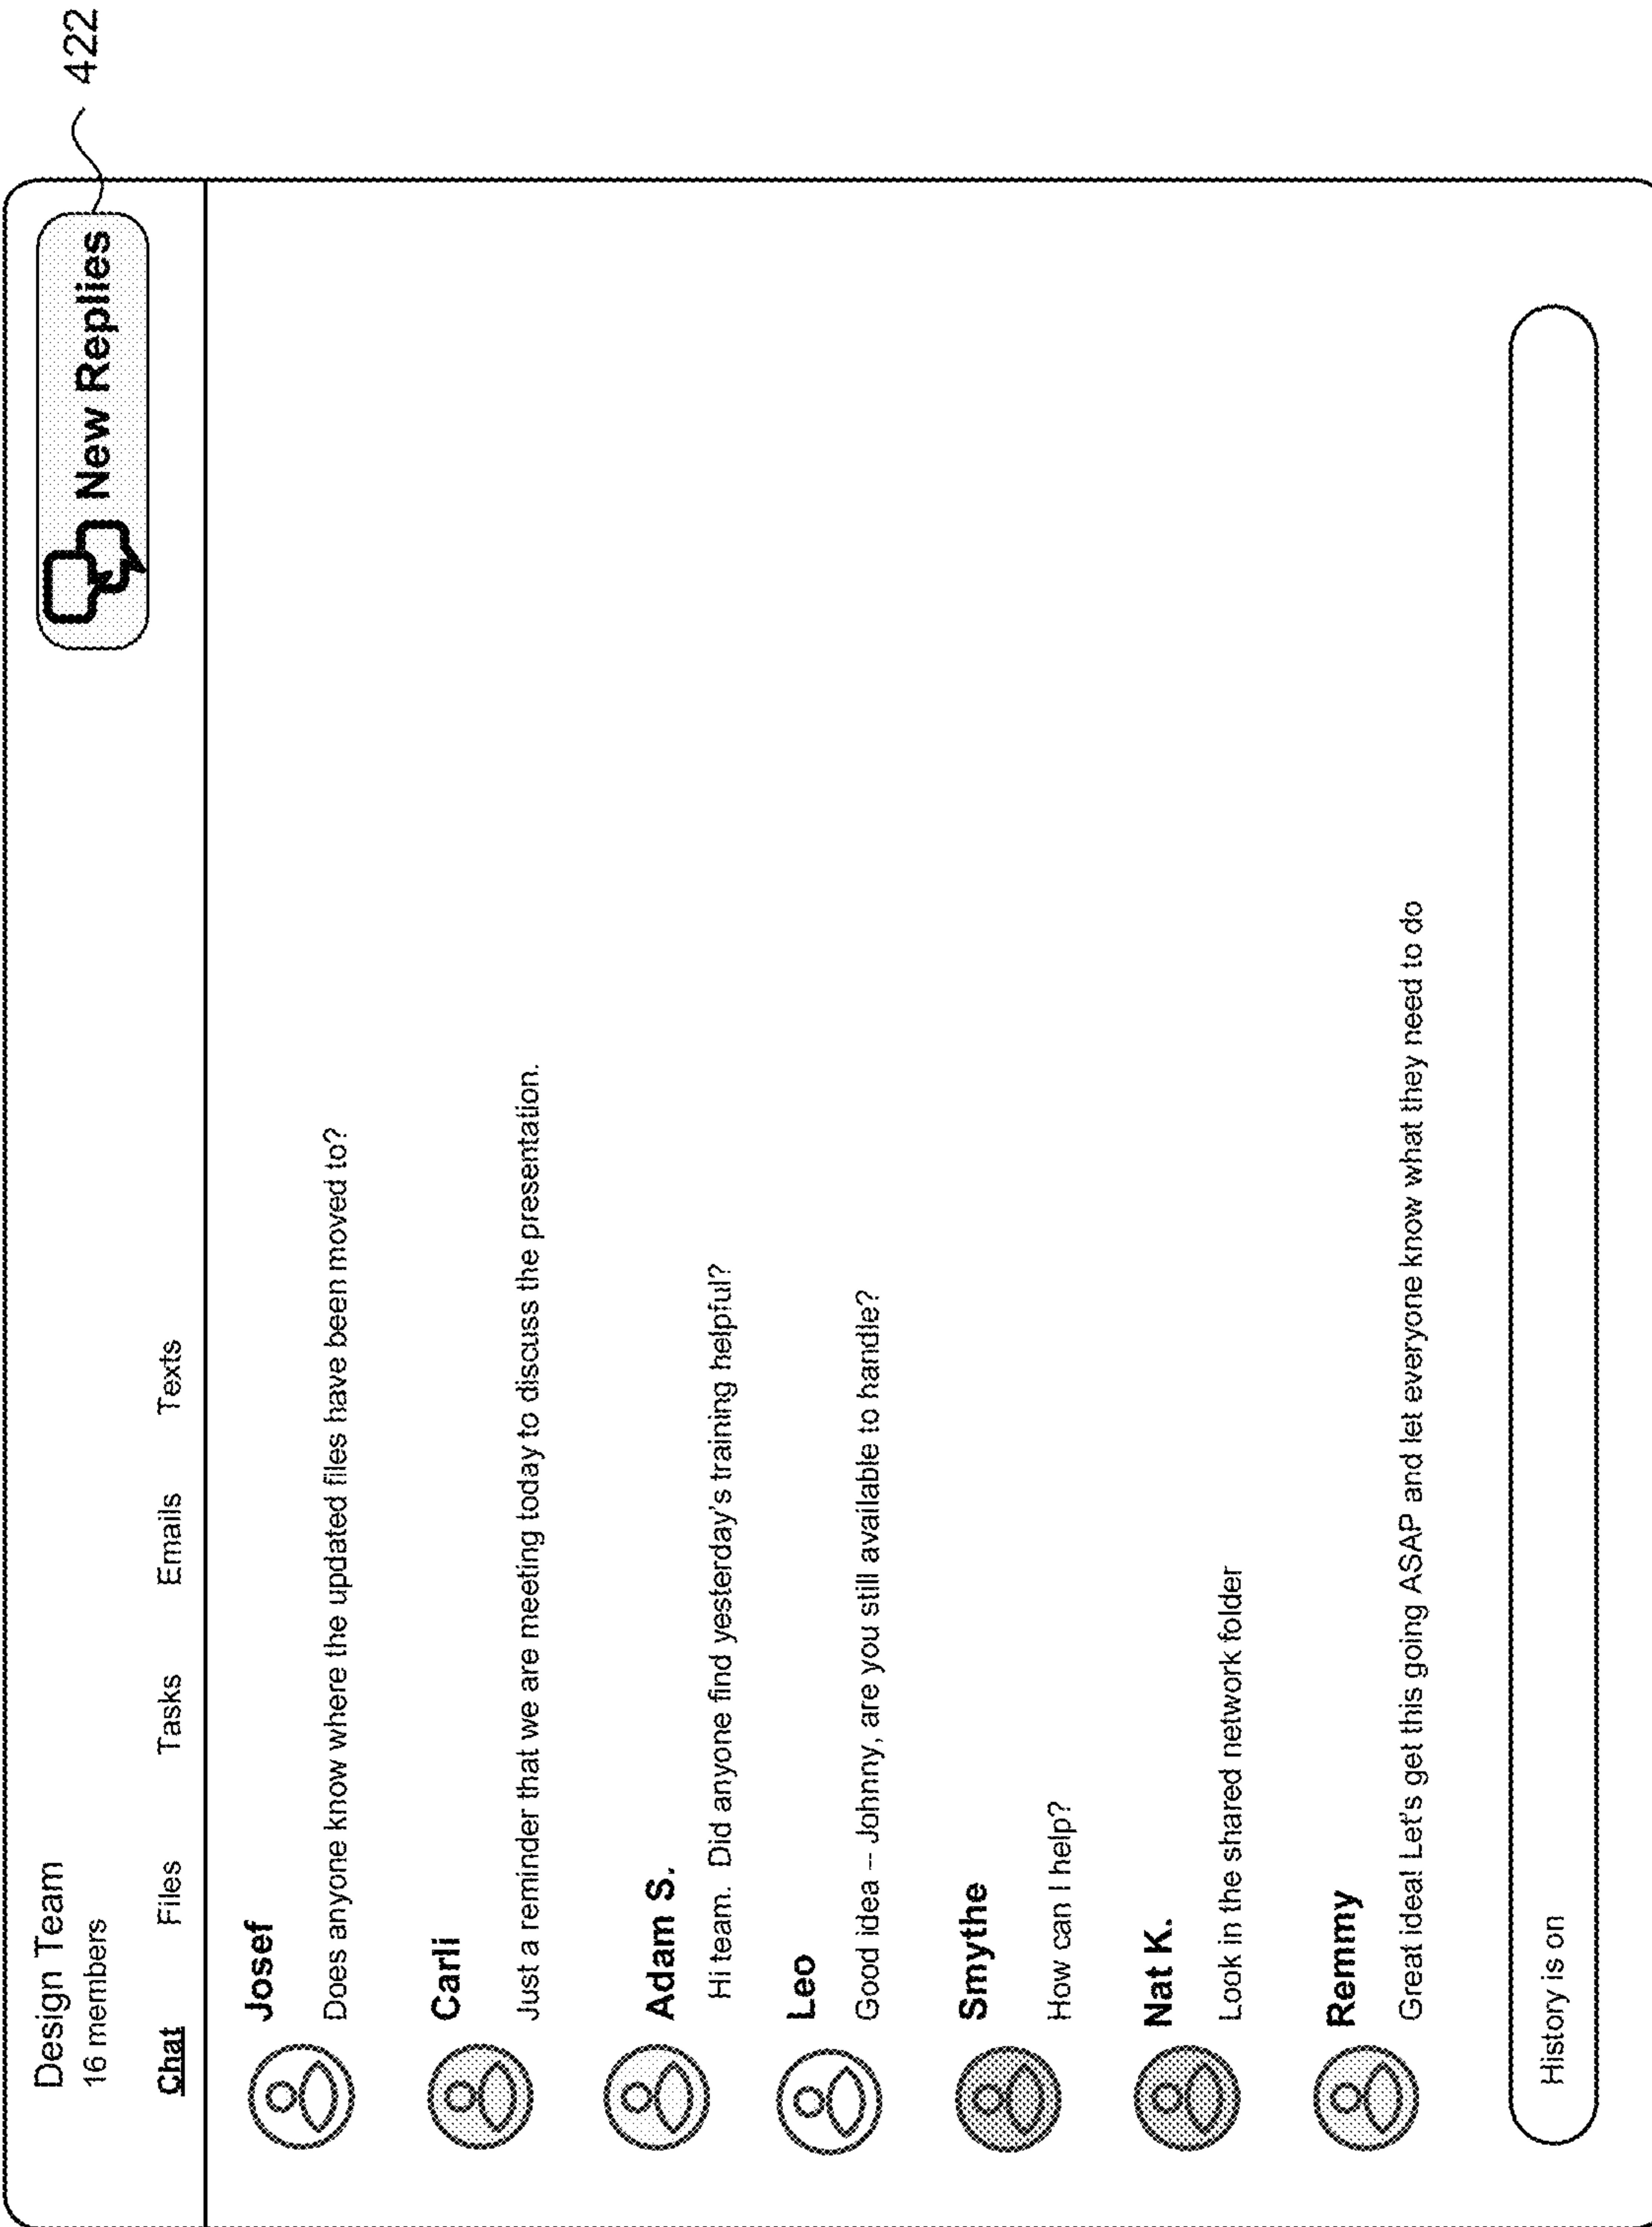 Design Team
16 members
New Replies
422
Chat Files Tasks Emails Texts
Josef
Does anyone know where the updated files have been moved to?
Carli
Just a reminder that we are meeting today to discuss the presentation.
Adam S.
Hi team. Did anyone find yesterday's training helpful?
Leo
Good idea -- Johnny, are you still available to handle?
Smythe
How can I help?
Nat K.
Look in the shared network folder
Remmy
Great idea! Let's get this going ASAP and let everyone know what they need to do
History is on